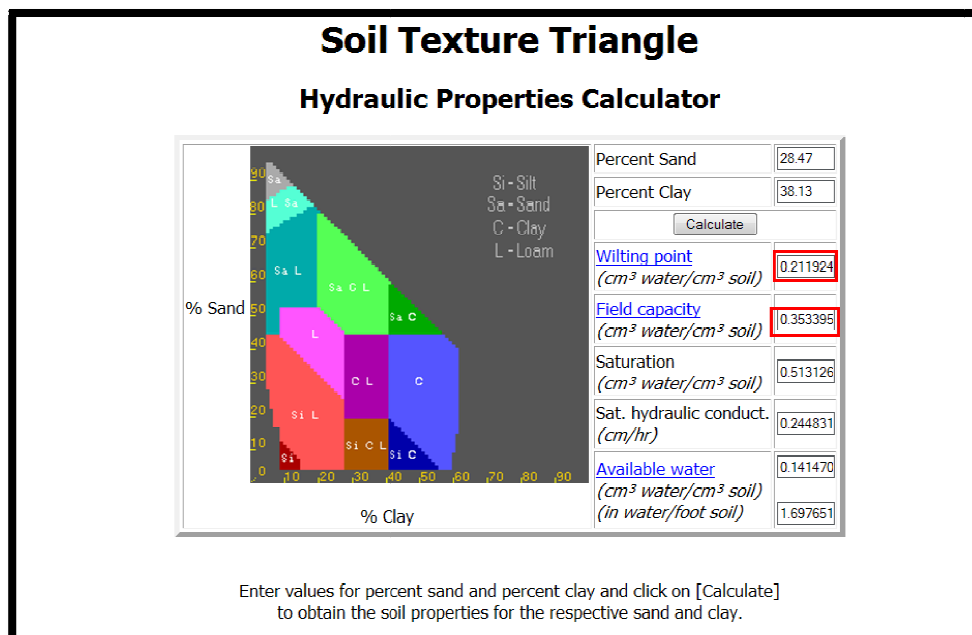 Soil Texture Triangle
Hydraulic Properties Calculator
% Sand
90
80
70
60
50
40
30
20
10
0
10 20 30 40 50 60 70 80 90
% Clay
Sa
L Sa
Sa L
Sa C L
Sa C
L
C L
C
Si L
Si C L
Si C
Si
Si - Silt
Sa - Sand
C - Clay
L - Loam
Percent Sand 28.47
Percent Clay 38.13
Calculate
Wilting point
(cm³ water/cm³ soil) 0.211924
Field capacity
(cm³ water/cm³ soil) 0.353395
Saturation
(cm³ water/cm³ soil) 0.513126
Sat. hydraulic conduct.
(cm/hr) 0.244831
Available water 0.141470
(cm³ water/cm³ soil)
(in water/foot soil) 1.697651
Enter values for percent sand and percent clay and click on [Calculate]
to obtain the soil properties for the respective sand and clay.